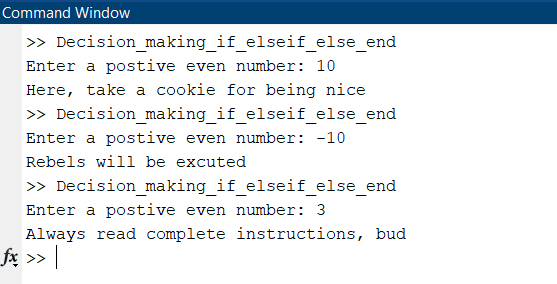 Command Window
>> Decision_making_if_elseif_else_end
Enter a postive even number: 10
Here, take a cookie for being nice
>> Decision_making_if_elseif_else_end
Enter a postive even number: -10
Rebels will be excuted
>> Decision_making_if_elseif_else_end
Enter a postive even number: 3
Always read complete instructions, bud
fx >>